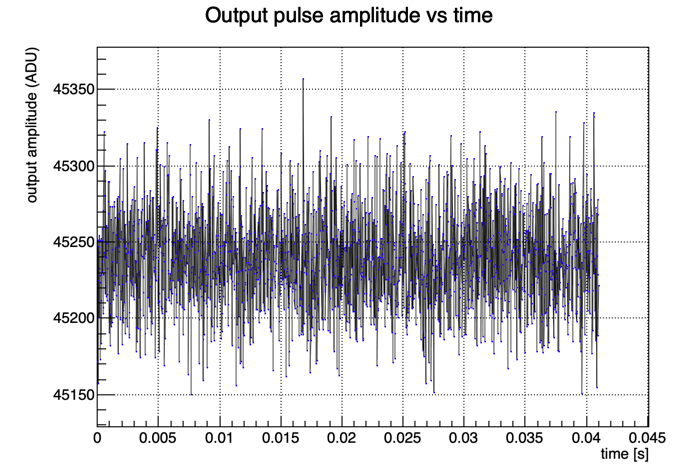 Output pulse amplitude vs time
output amplitude (ADU)
45350
45300
45250
45200
45150
0 0.005 0.01 0.015 0.02 0.025 0.03 0.035 0.04 0.045
time [s]